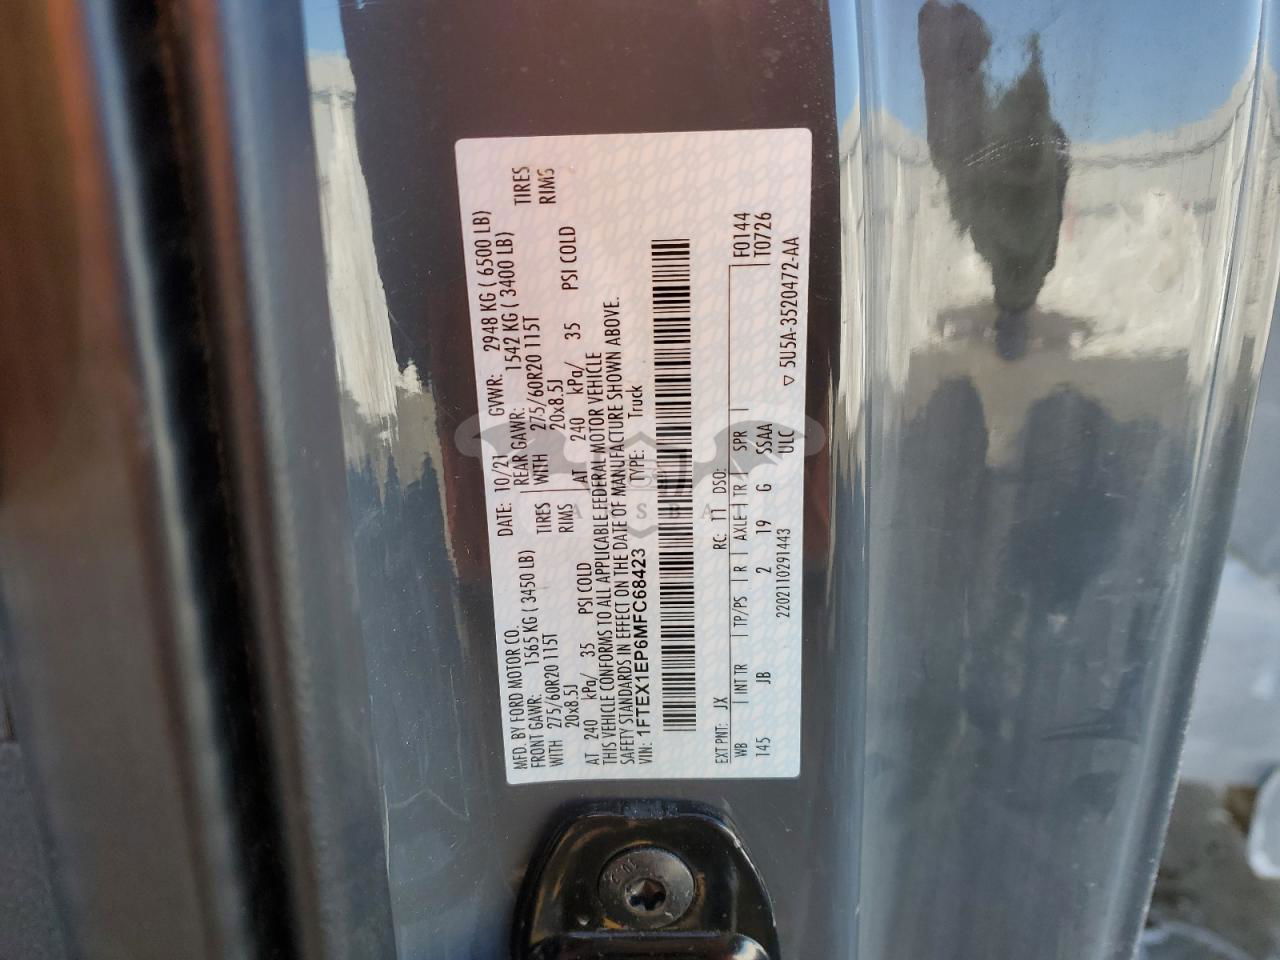 MFD. BY FORD MOTOR CO. DATE: 10/21 GVWR: 2948 KG ( 6500 LB)
FRONT GAWR: 1565 KG ( 3450 LB) REAR GAWR: 1542 KG ( 3400 LB)
WITH 275/60R20 115T TIRES WITH 275/60R20 115T TIRES
20x8.5J RIMS 20x8.5J RIMS
AT 240 kPa/ 35 PSI COLD AT 240 kPa/ 35 PSI COLD
THIS VEHICLE CONFORMS TO ALL APPLICABLE FEDERAL MOTOR VEHICLE
SAFETY STANDARDS IN EFFECT ON THE DATE OF MANUFACTURE SHOWN ABOVE.
VIN: 1FTEX1EP6MFC68423 TYPE: Truck
EXT PNT: JX RC: 11 DSO: F0144
WB INT TR TP/PS R AXLE TR SPR T0726
145 JB 2 19 G SSAA
2202110291443 ULC ▽ 5U5A-3520472-AA
10.9